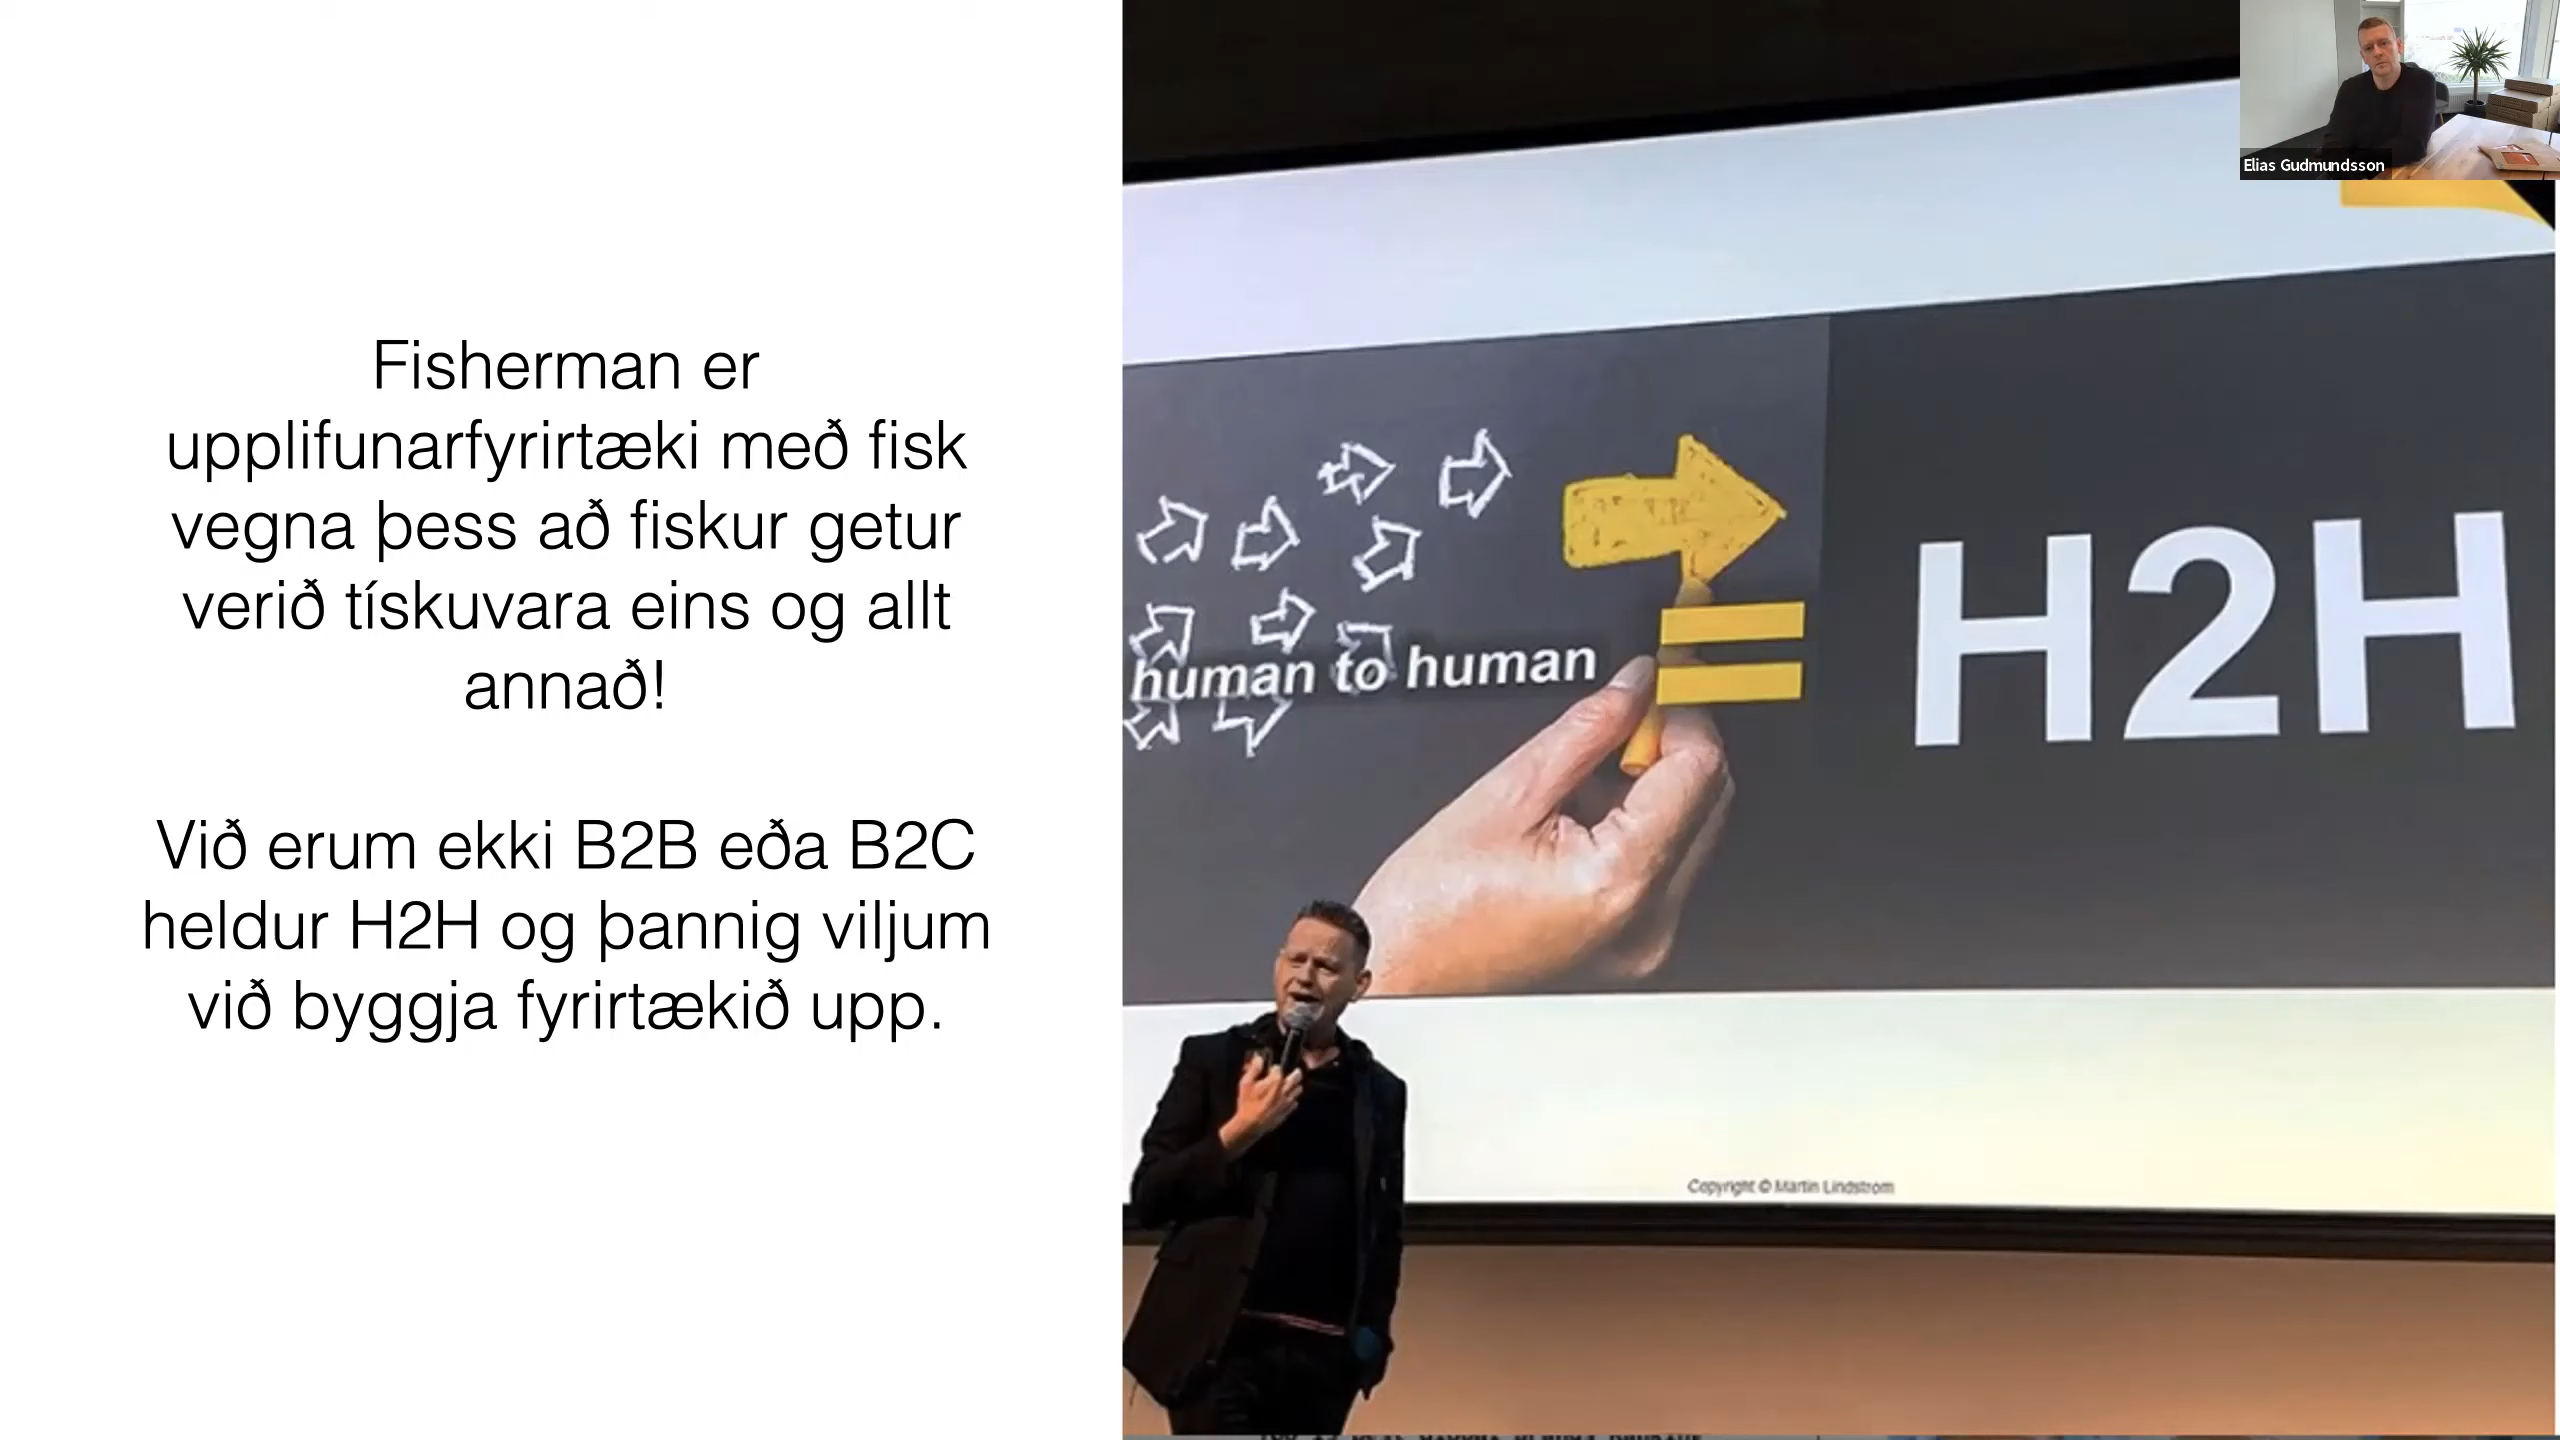 Fisherman er
upplifunarfyrirtæki með fisk
vegna þess að fiskur getur
verið tískuvara eins og allt
annað!
Við erum ekki B2B eða B2C
heldur H2H og þannig viljum
við byggja fyrirtækið upp.
Elias Gudmundsson
human to human
=
H2H
Copyright © Martin Lindstrom